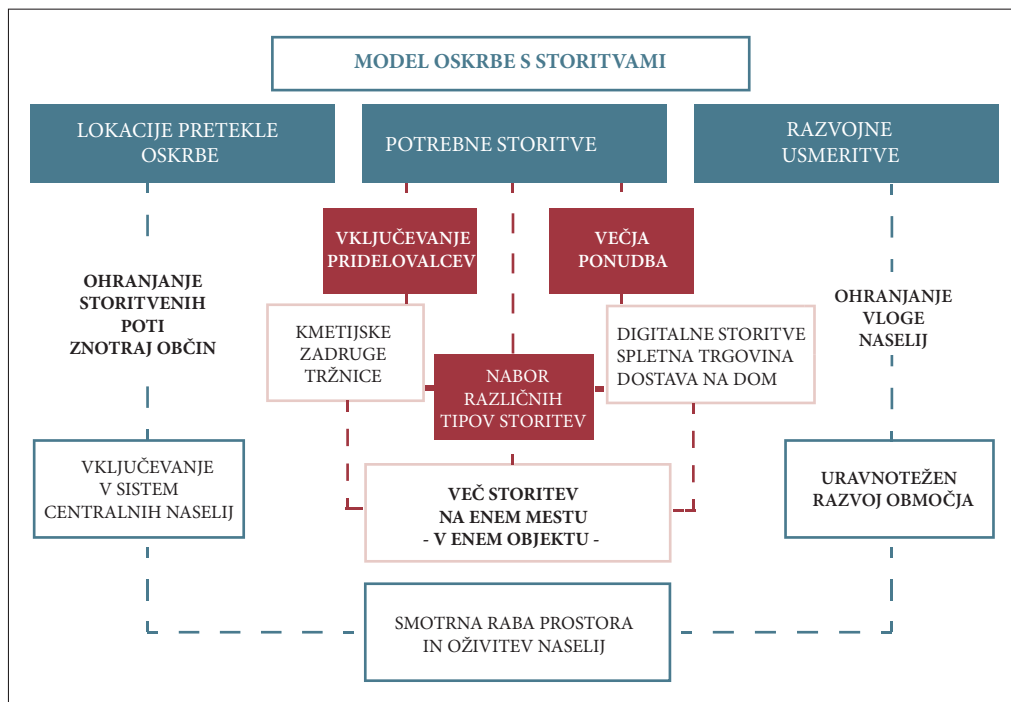 MODEL OSKRBE S STORITVAMI
LOKACIJE PRETEKLE
OSKRBE
POTREBNE STORITVE
RAZVOJNE
USMERITVE
VKLJUČEVANJE
PRIDELOVALCEV
VEČJA
PONUDBA
OHRANJANJE
STORITVENIH
POTI
ZNOTRAJ OBČIN
KMETIJSKE
ZADRUGE
TRŽNICE
NABOR
RAZLIČNIH
TIPOV STORITEV
DIGITALNE STORITVE
SPLETNA TRGOVINA
DOSTAVA NA DOM
OHRANJANJE
VLOGE
NASELIJ
VKLJUČEVANJE
V SISTEM
CENTRALNIH NASELIJ
VEČ STORITEV
NA ENEM MESTU
- V ENEM OBJEKTU -
URAVNOTEŽEN
RAZVOJ OBMOČJA
SMOTRNA RABA PROSTORA
IN OŽIVITEV NASELIJ